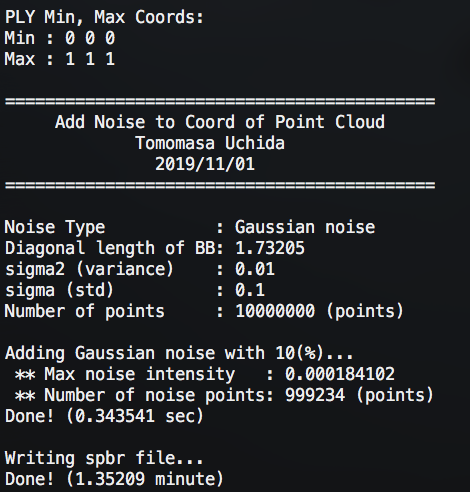 PLY Min, Max Coords:
Min : 0 0 0
Max : 1 1 1
===========================================
Add Noise to Coord of Point Cloud
Tomomasa Uchida
2019/11/01
===========================================
Noise Type : Gaussian noise
Diagonal length of BB: 1.73205
sigma2 (variance) : 0.01
sigma (std) : 0.1
Number of points : 10000000 (points)
Adding Gaussian noise with 10(%)...
** Max noise intensity : 0.000184102
** Number of noise points: 999234 (points)
Done! (0.343541 sec)
Writing spbr file...
Done! (1.35209 minute)